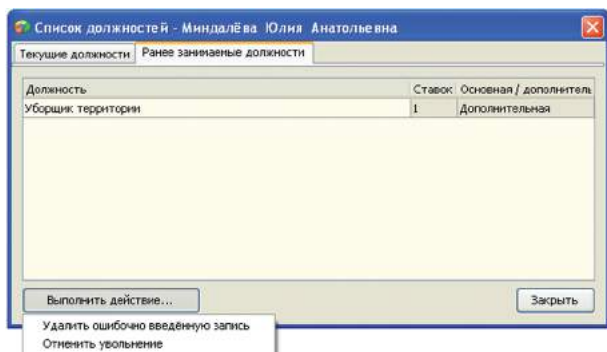 Список должностей - Миндалёва Юлия Анатольевна
Текущие должности Ранее занимаемые должности
Должность Ставок Основная / дополнитель
Уборщик территории 1 Дополнительная
Выполнить действие... Закрыть
Удалить ошибочно введённую запись
Отменить увольнение